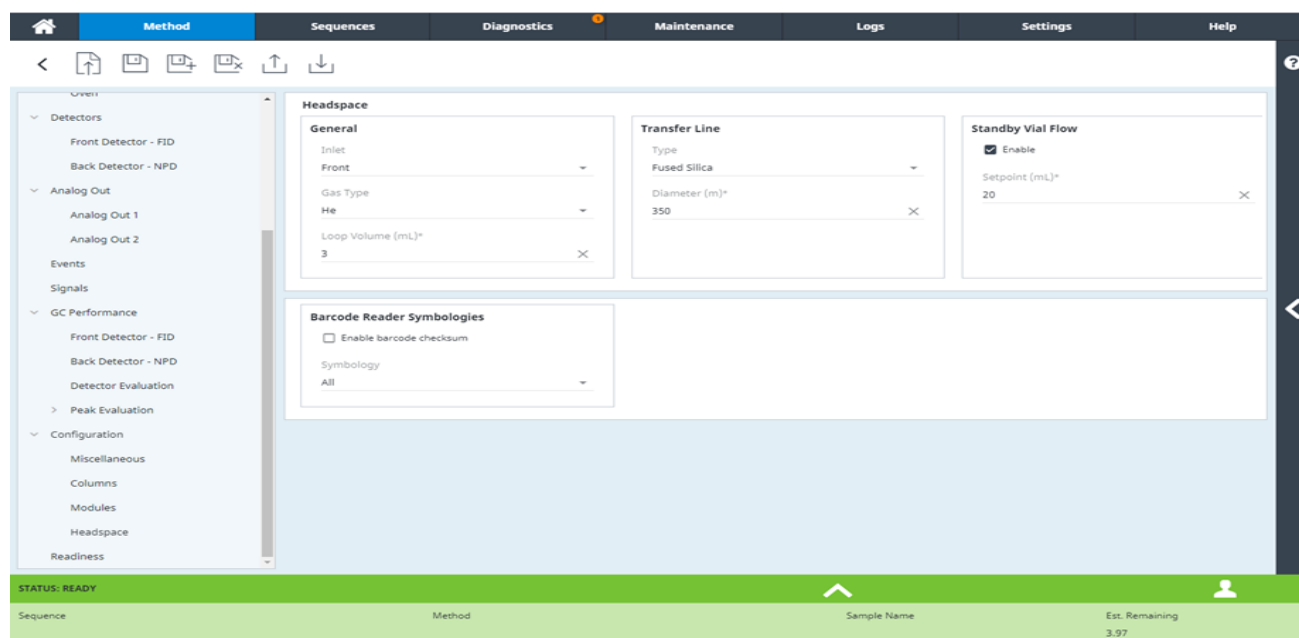 Method
Sequences
Diagnostics
Maintenance
Logs
Settings
Help
Oven
Detectors
Front Detector - FID
Back Detector - NPD
Analog Out
Analog Out 1
Analog Out 2
Events
Signals
GC Performance
Front Detector - FID
Back Detector - NPD
Detector Evaluation
Peak Evaluation
Configuration
Miscellaneous
Columns
Modules
Headspace
Readiness
Headspace
General
Inlet
Front
Gas Type
He
Loop Volume (mL)*
3
Transfer Line
Type
Fused Silica
Diameter (m)*
350
Standby Vial Flow
Enable
Setpoint (mL)*
20
Barcode Reader Symbologies
Enable barcode checksum
Symbology
All
STATUS: READY
Sequence
Method
Sample Name
Est. Remaining
3.97